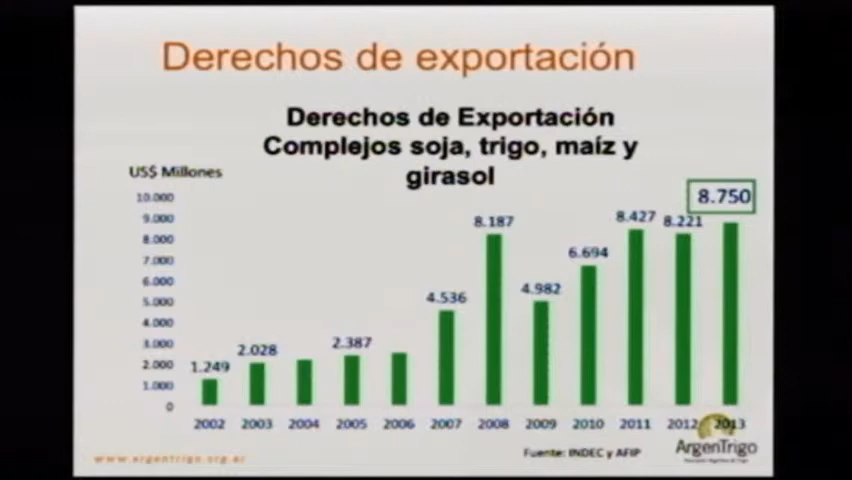 Derechos de exportación
Derechos de Exportación
Complejos soja, trigo, maíz y
girasol
US$ Millones
10.000
9.000
8.000
7.000
6.000
5.000
4.000
3.000
2.000
1.000
0
1.249
2.028
2.387
4.536
8.187
4.982
6.694
8.427
8.221
8.750
2002 2003 2004 2005 2006 2007 2008 2009 2010 2011 2012 2013
Fuente: INDEC y AFIP
ArgenTrigo
www.argentrigo.org.ar